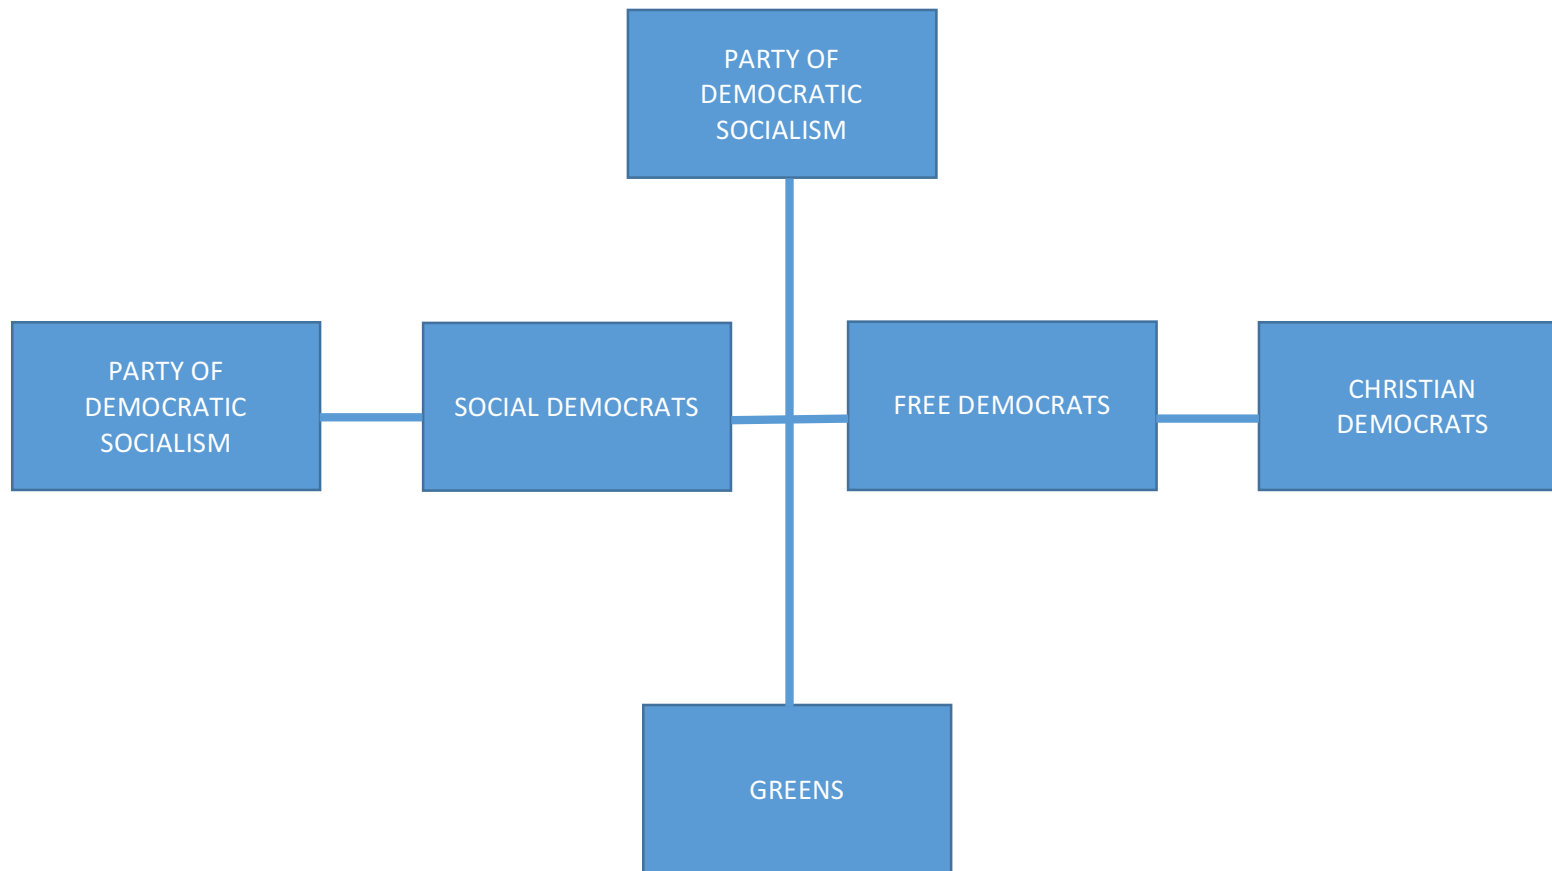 PARTY OF
DEMOCRATIC
SOCIALISM
PARTY OF
DEMOCRATIC
SOCIALISM
SOCIAL DEMOCRATS
FREE DEMOCRATS
CHRISTIAN
DEMOCRATS
GREENS